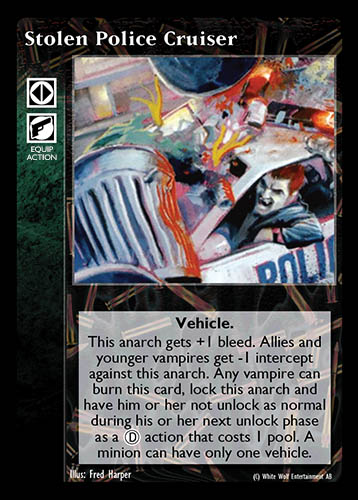 Stolen Police Cruiser
EQUIP
ACTION
POLI
Vehicle.
This anarch gets +1 bleed. Allies and
younger vampires get -1 intercept
against this anarch. Any vampire can
burn this card, lock this anarch and
have him or her not unlock as normal
during his or her next unlock phase
as a Ⓓ action that costs 1 pool. A
minion can have only one vehicle.
Illus: Fred Harper
(C) White Wolf Entertainment AB